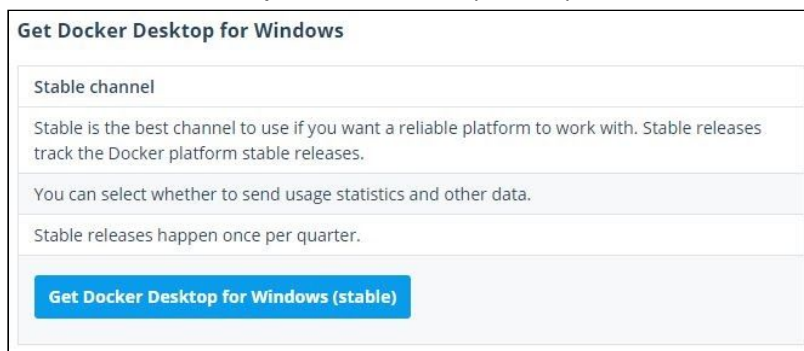 Get Docker Desktop for Windows
Stable channel
Stable is the best channel to use if you want a reliable platform to work with. Stable releases
track the Docker platform stable releases.
You can select whether to send usage statistics and other data.
Stable releases happen once per quarter.
Get Docker Desktop for Windows (stable)